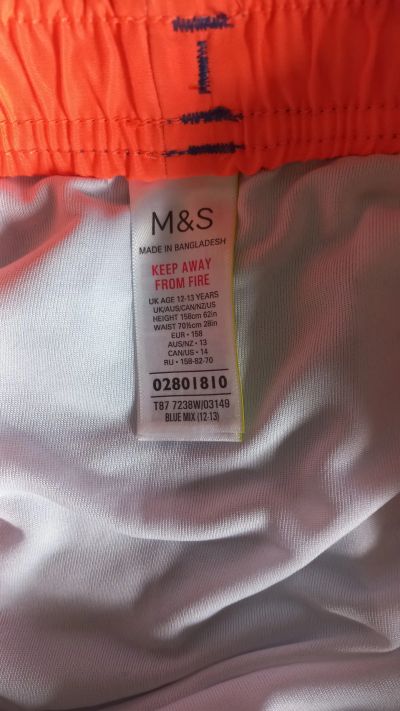 M&S
MADE IN BANGLADESH
KEEP AWAY
FROM FIRE
UK AGE 12-13 YEARS
UK/AUS/CAN/NZ/US
HEIGHT 158cm 62in
WAIST 70½cm 28in
EUR • 158
AUS/NZ • 13
CAN/US • 14
RU • 158-82-70
02801810
T87 7238W/03149
BLUE MIX (12-13)